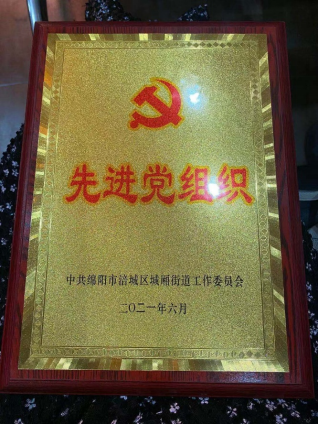 先进党组织
中共绵阳市涪城区城厢街道工作委员会
二〇二一年六月